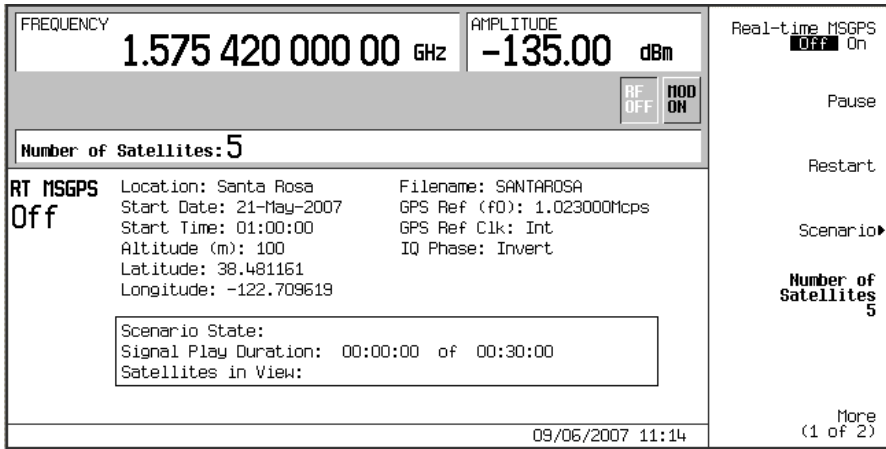 FREQUENCY
1.575 420 000 00 GHz
AMPLITUDE
-135.00 dBm
RF OFF
MOD ON
Number of Satellites: 5
RT MSGPS
Off
Location: Santa Rosa
Start Date: 21-May-2007
Start Time: 01:00:00
Altitude (m): 100
Latitude: 38.481161
Longitude: -122.709619
Filename: SANTAROSA
GPS Ref (f0): 1.023000Mcps
GPS Ref Clk: Int
IQ Phase: Invert
Scenario State:
Signal Play Duration: 00:00:00 of 00:30:00
Satellites in View:
09/06/2007 11:14
Real-time MSGPS
Off On
Pause
Restart
Scenario
Number of
Satellites
5
More
(1 of 2)